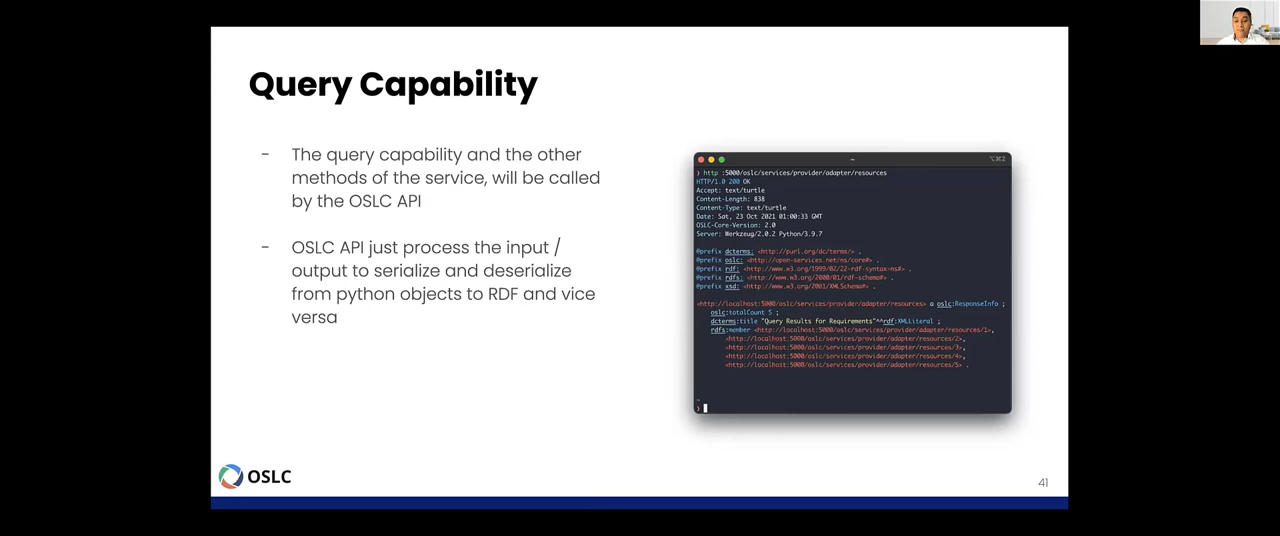 Query Capability
- The query capability and the other
methods of the service, will be called
by the OSLC API
- OSLC API just process the input /
output to serialize and deserialize
from python objects to RDF and vice
versa
~
⌥⌘2
❯ http :5000/oslc/services/provider/adapter/resources
HTTP/1.0 200 OK
Accept: text/turtle
Content-Length: 838
Content-Type: text/turtle
Date: Sat, 23 Oct 2021 01:00:33 GMT
OSLC-Core-Version: 2.0
Server: Werkzeug/2.0.2 Python/3.9.7
@prefix dcterms: <http://purl.org/dc/terms/> .
@prefix oslc: <http://open-services.net/ns/core#> .
@prefix rdf: <http://www.w3.org/1999/02/22-rdf-syntax-ns#> .
@prefix rdfs: <http://www.w3.org/2000/01/rdf-schema#> .
@prefix xsd: <http://www.w3.org/2001/XMLSchema#> .
<http://localhost:5000/oslc/services/provider/adapter/resources> a oslc:ResponseInfo ;
oslc:totalCount 5 ;
dcterms:title "Query Results for Requirements"^^rdf:XMLLiteral ;
rdfs:member <http://localhost:5000/oslc/services/provider/adapter/resources/1>,
<http://localhost:5000/oslc/services/provider/adapter/resources/2>,
<http://localhost:5000/oslc/services/provider/adapter/resources/3>,
<http://localhost:5000/oslc/services/provider/adapter/resources/4>,
<http://localhost:5000/oslc/services/provider/adapter/resources/5> .
~
❯
OSLC
41